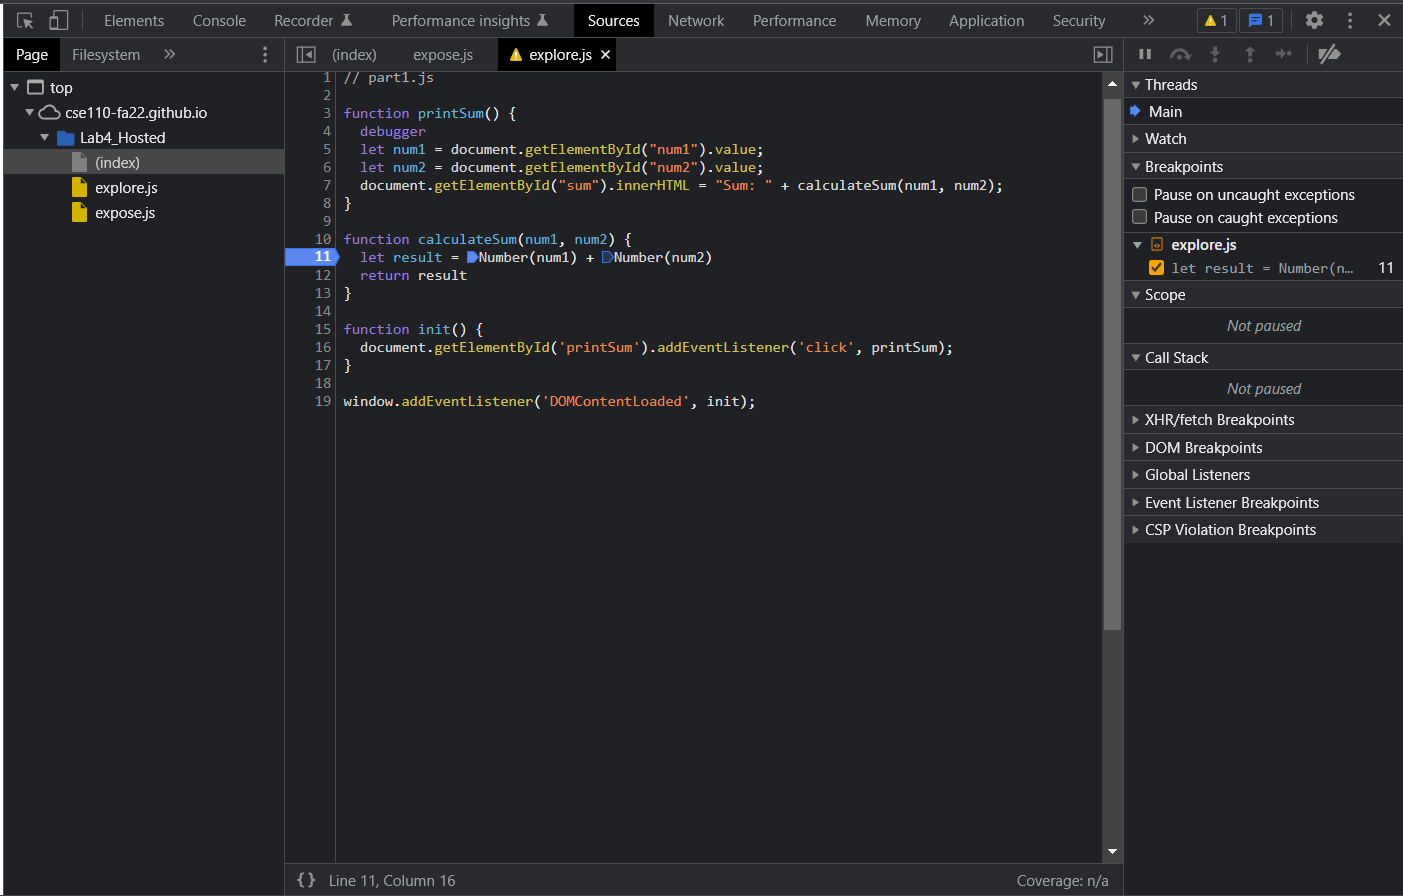 Elements Console Recorder Performance insights Sources Network Performance Memory Application Security 1 1
Page Filesystem
(index) expose.js explore.js
top
cse110-fa22.github.io
Lab4_Hosted
(index)
explore.js
expose.js
1 // part1.js
2
3 function printSum() {
4   debugger
5   let num1 = document.getElementById("num1").value;
6   let num2 = document.getElementById("num2").value;
7   document.getElementById("sum").innerHTML = "Sum: " + calculateSum(num1, num2);
8 }
9
10 function calculateSum(num1, num2) {
11   let result = Number(num1) + Number(num2)
12   return result
13 }
14
15 function init() {
16   document.getElementById('printSum').addEventListener('click', printSum);
17 }
18
19 window.addEventListener('DOMContentLoaded', init);
{} Line 11, Column 16 Coverage: n/a
Threads
Main
Watch
Breakpoints
Pause on uncaught exceptions
Pause on caught exceptions
explore.js
let result = Number(n… 11
Scope
Not paused
Call Stack
Not paused
XHR/fetch Breakpoints
DOM Breakpoints
Global Listeners
Event Listener Breakpoints
CSP Violation Breakpoints